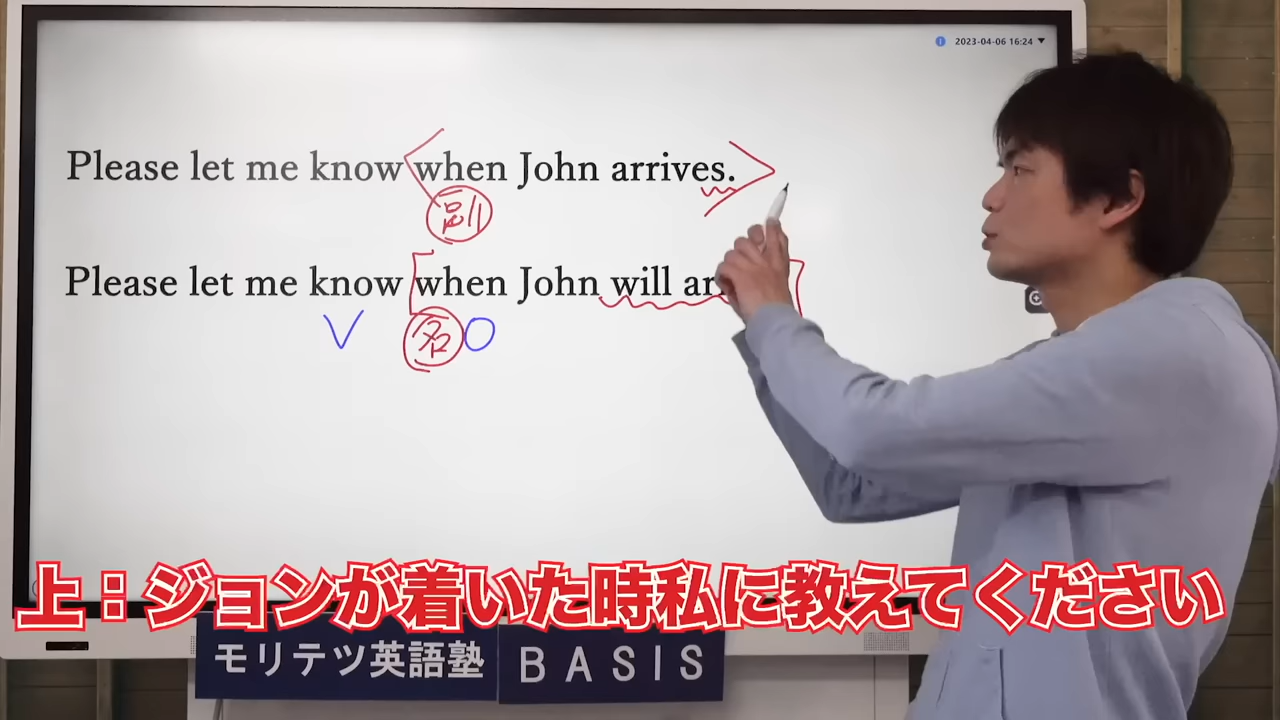 2023-04-06 16:24
Please let me know when John arrives.
副
Please let me know when John will
V 名 O
上：ジョンが着いた時私に教えてください
モリテツ英語塾 BASIS